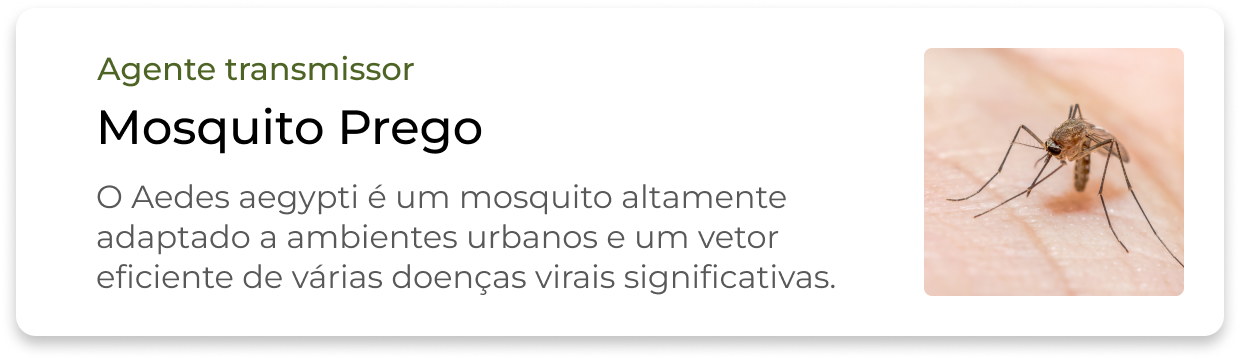 Agente transmissor
Mosquito Prego
O Aedes aegypti é um mosquito altamente
adaptado a ambientes urbanos e um vetor
eficiente de várias doenças virais significativas.